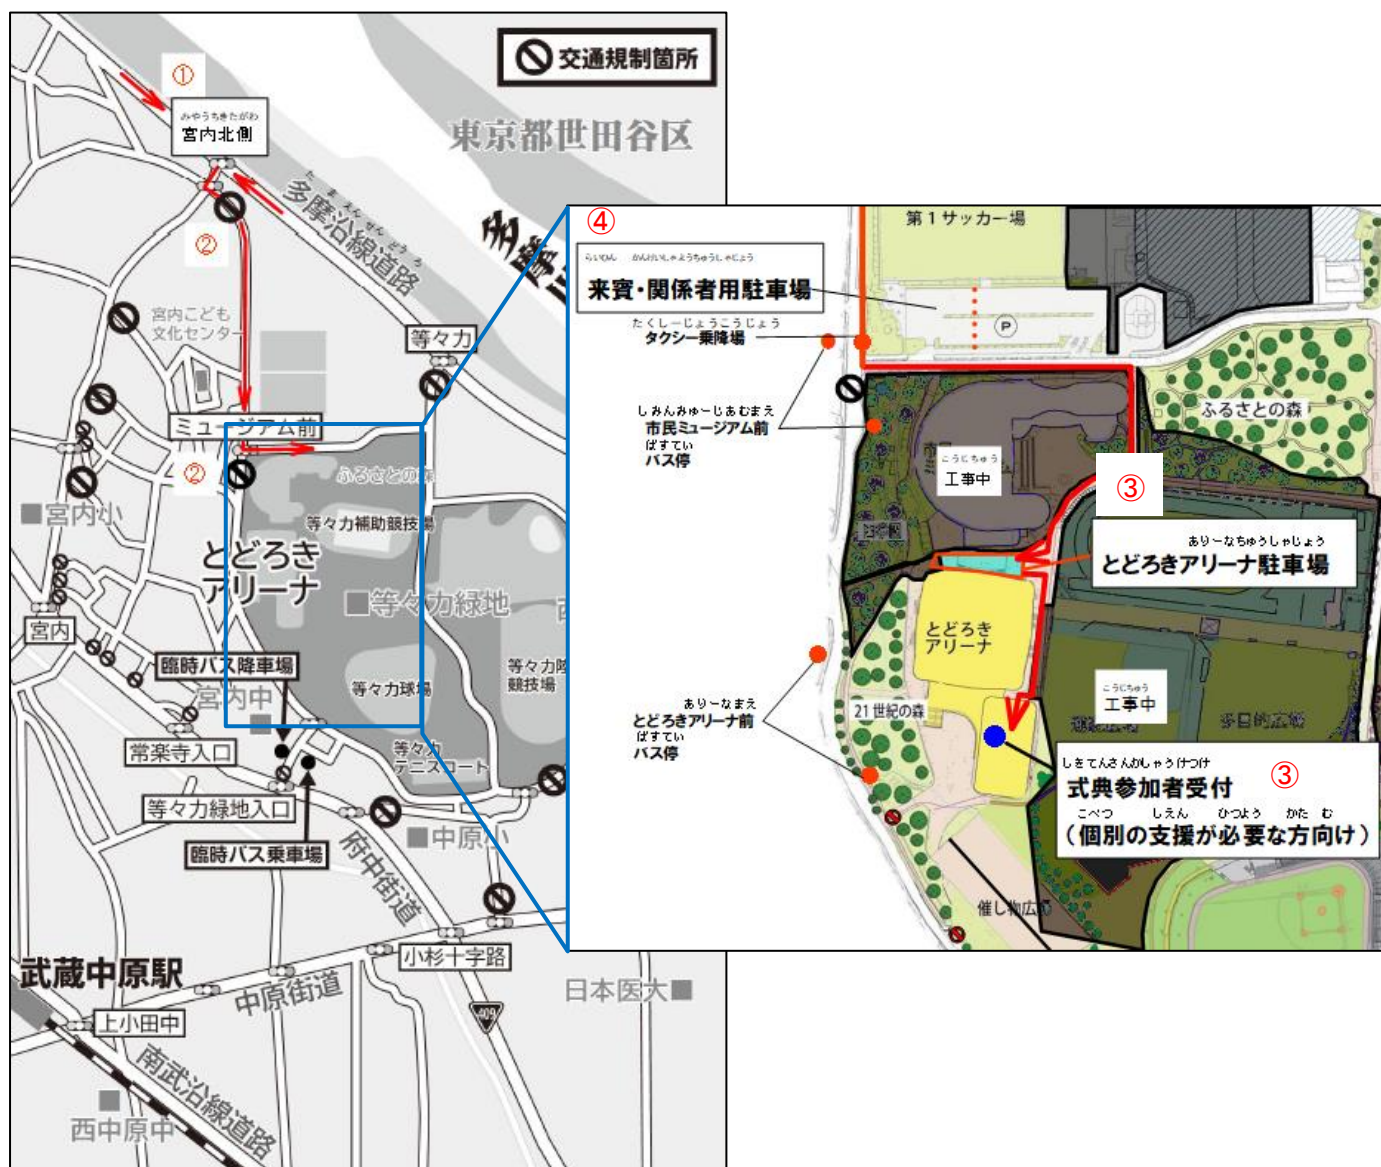 交通規制箇所
①
みやうちきたがわ
宮内北側
東京都世田谷区
たまえんせんどうろ
多摩沿線道路
②
多摩川
宮内こども
文化センター
等々力
ミュージアム前
②
ふるさとの森
宮内小
等々力補助競技場
とどろき
アリーナ
等々力緑地
宮内
臨時バス降車場
宮内中
等々力球場
等々力陸
競技場
常楽寺入口
等々力
テニスコート
等々力緑地入口
中原小
臨時バス乗車場
府中街道
小杉十字路
武蔵中原駅
中原街道
409
日本医大
上小田中
南武沿線道路
西中原中
④
第1サッカー場
らいひん かんけいしゃようちゅうしゃじょう
来賓・関係者用駐車場
P
たくしーじょうこうじょう
タクシー乗降場
ふるさとの森
しみんみゅーじあむまえ
市民ミュージアム前
ばすてい
バス停
こうじちゅう
工事中
③
ありーなちゅうしゃじょう
とどろきアリーナ駐車場
とどろき
アリーナ
こうじちゅう
工事中
多目的広場
21世紀の森
ありーなまえ
とどろきアリーナ前
ばすてい
バス停
しきてんさんかしゃうけつけ
式典参加者受付
③
こべつ しえん ひつよう かた む
(個別の支援が必要な方向け)
催し物広